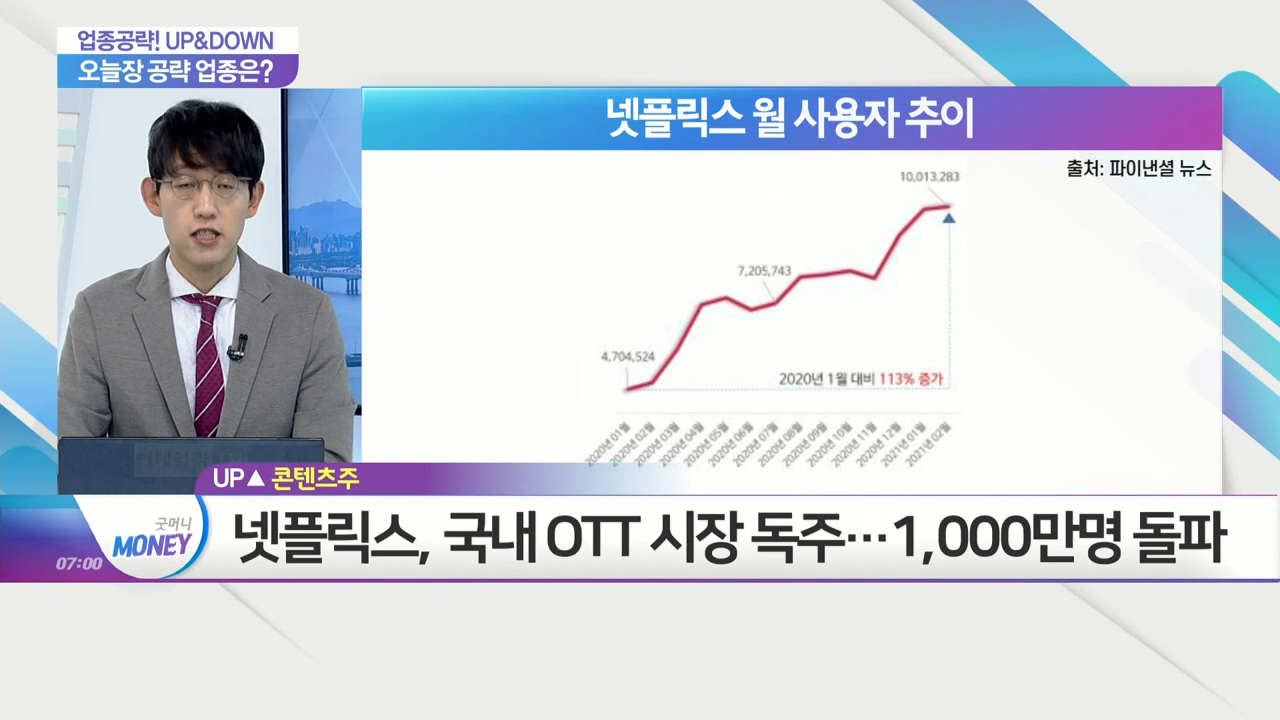 업종공략! UP&DOWN
오늘장 공략 업종은?
넷플릭스 월 사용자 추이
출처: 파이낸셜 뉴스
10,013,283
7,205,743
4,704,524
2020년 1월 대비 113% 증가
2020년 01월
2020년 02월
2020년 03월
2020년 04월
2020년 05월
2020년 06월
2020년 07월
2020년 08월
2020년 09월
2020년 10월
2020년 11월
2020년 12월
2021년 01월
2021년 02월
UP▲ 콘텐츠주
굿머니
MONEY
07:00
넷플릭스, 국내 OTT 시장 독주…1,000만명 돌파